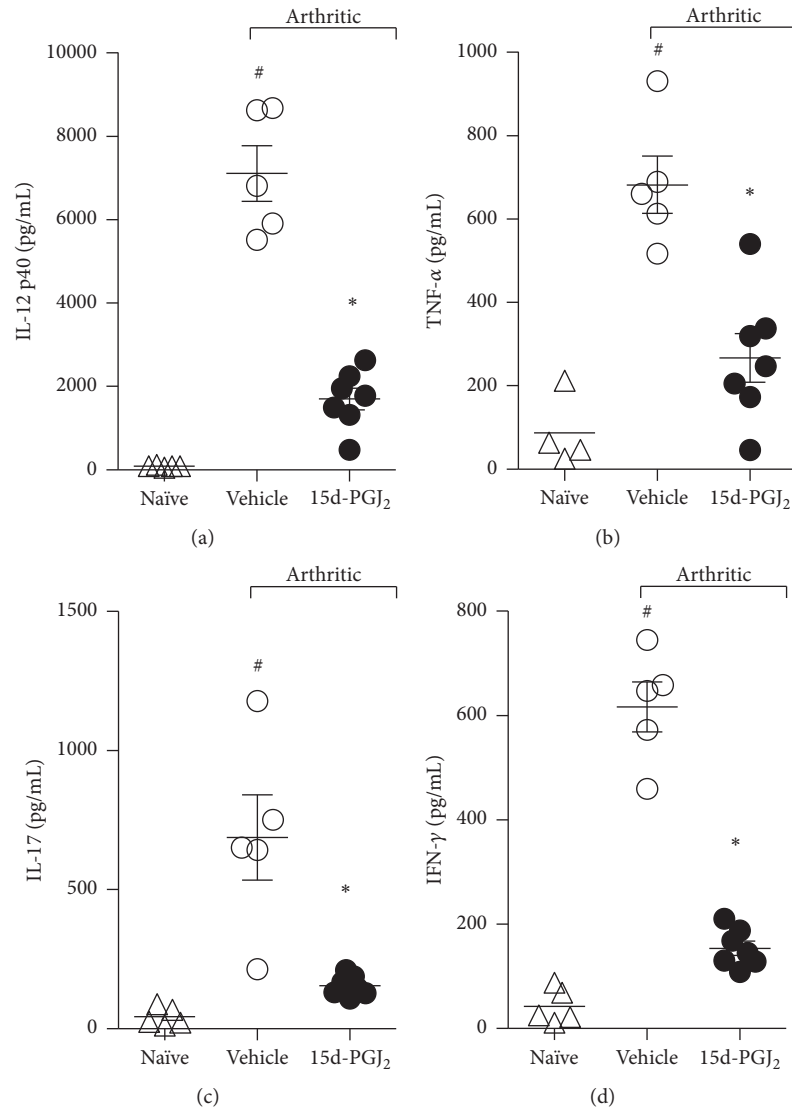 Arthritic
10000
#
8000
6000
IL-12 p40 (pg/mL)
4000
*
2000
0
Naïve Vehicle 15d-PGJ₂
(a)
Arthritic
1000
#
800
600
*
TNF-α (pg/mL)
400
200
0
Naïve Vehicle 15d-PGJ₂
(b)
Arthritic
1500
#
1000
IL-17 (pg/mL)
500
*
0
Naïve Vehicle 15d-PGJ₂
(c)
Arthritic
800
#
600
IFN-γ (pg/mL)
400
*
200
0
Naïve Vehicle 15d-PGJ₂
(d)